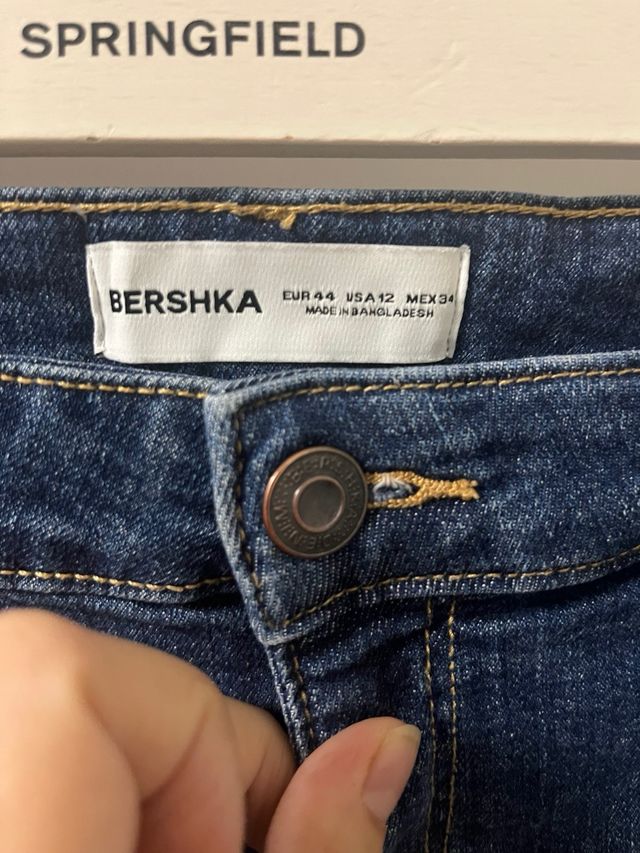 SPRINGFIELD
BERSHKA
EUR 44 USA 12 MEX 34
MADE IN BANGLADESH